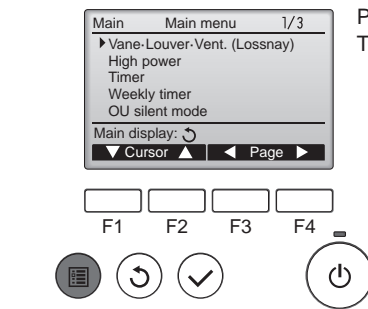 Main Main menu 1/3 P
Vane·Louver·Vent. (Lossnay) T
High power
Timer
Weekly timer
OU silent mode
Main display:
Cursor Page
F1 F2 F3 F4